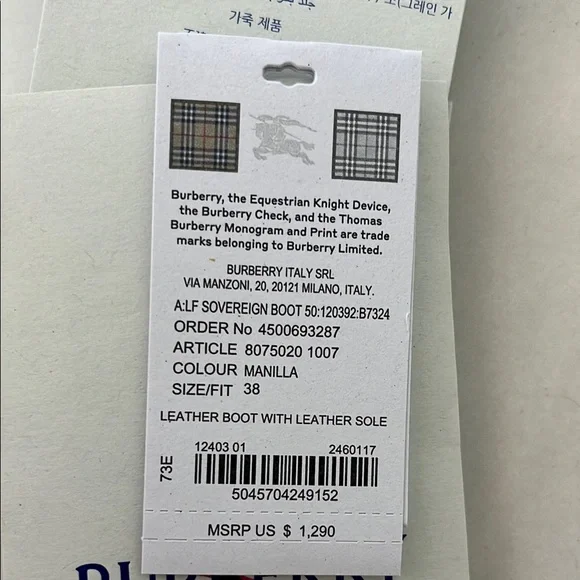 가죽 제품
Burberry, the Equestrian Knight Device,
the Burberry Check, and the Thomas
Burberry Monogram and Print are trade
marks belonging to Burberry Limited.
BURBERRY ITALY SRL
VIA MANZONI, 20, 20121 MILANO, ITALY.
A:LF SOVEREIGN BOOT 50:120392:B7324
ORDER No 4500693287
ARTICLE 8075020 1007
COLOUR MANILLA
SIZE/FIT 38
LEATHER BOOT WITH LEATHER SOLE
12403 01 2460117
73E
5045704249152
MSRP US $ 1,290